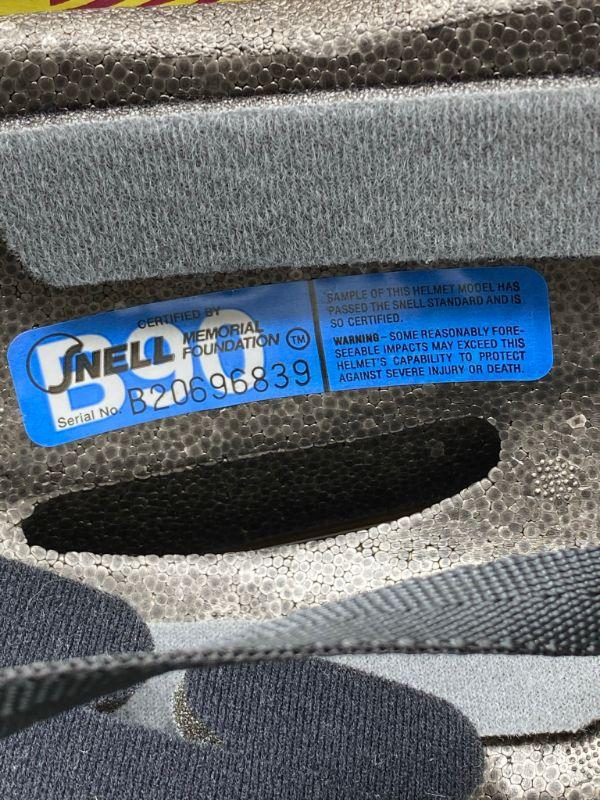 B90
CERTIFIED BY
SNELL MEMORIAL
FOUNDATION TM
Serial No. B20696839
SAMPLE OF THIS HELMET MODEL HAS
PASSED THE SNELL STANDARD AND IS
SO CERTIFIED.
WARNING - SOME REASONABLY FORE-
SEEABLE IMPACTS MAY EXCEED THIS
HELMET'S CAPABILITY TO PROTECT
AGAINST SEVERE INJURY OR DEATH.